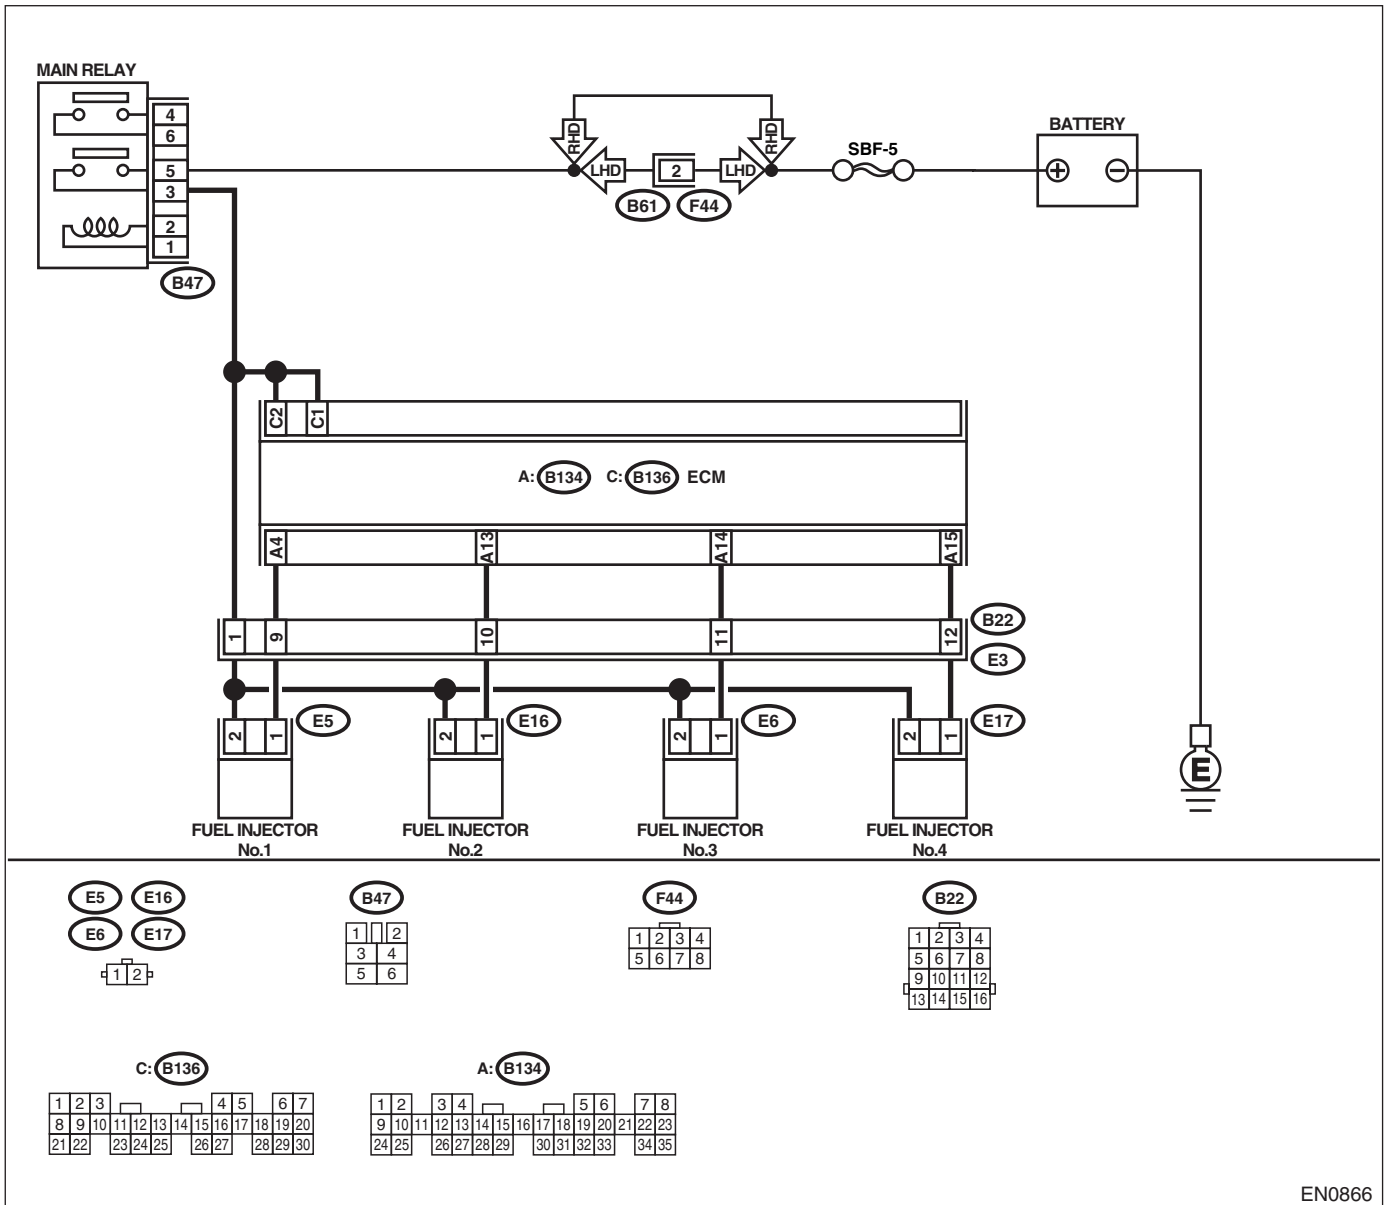 MAIN RELAY
4
6
5
3
2
1
B47
RHD
RHD
LHD
2
LHD
B61
F44
SBF-5
BATTERY
+
−
E
C2
C1
A: B134 C: B136 ECM
A4
A13
A14
A15
1
9
10
11
12
B22
E3
2
1
E5
2
1
E16
2
1
E6
2
1
E17
FUEL INJECTOR
No.1
FUEL INJECTOR
No.2
FUEL INJECTOR
No.3
FUEL INJECTOR
No.4
E5 E16
E6 E17
1 2
B47
1 2
3 4
5 6
F44
1 2 3 4
5 6 7 8
B22
1 2 3 4
5 6 7 8
9 10 11 12
13 14 15 16
C: B136
1 2 3 4 5 6 7
8 9 10 11 12 13 14 15 16 17 18 19 20
21 22 23 24 25 26 27 28 29 30
A: B134
1 2 3 4 5 6 7 8
9 10 11 12 13 14 15 16 17 18 19 20 21 22 23
24 25 26 27 28 29 30 31 32 33 34 35
EN0866